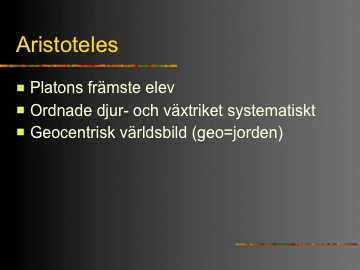 Aristoteles
Platons främste elev
Ordnade djur- och växtriket systematiskt
Geocentrisk världsbild (geo=jorden)